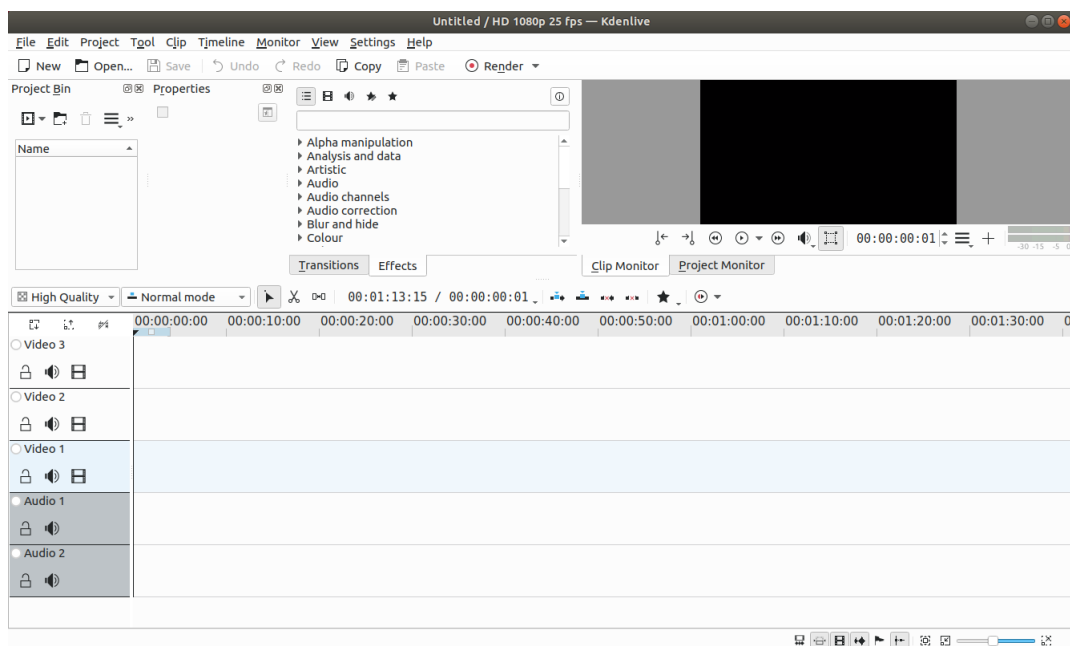 Untitled / HD 1080p 25 fps — Kdenlive
File Edit Project Tool Clip Timeline Monitor View Settings Help
New Open... Save Undo Redo Copy Paste Render
Project Bin Properties
»
Name
Alpha manipulation
Analysis and data
Artistic
Audio
Audio channels
Audio correction
Blur and hide
Colour
00:00:00:01
-30 -15 -5 0
Transitions Effects Clip Monitor Project Monitor
High Quality Normal mode 00:01:13:15 / 00:00:00:01
00:00:00:00 00:00:10:00 00:00:20:00 00:00:30:00 00:00:40:00 00:00:50:00 00:01:00:00 00:01:10:00 00:01:20:00 00:01:30:00 0
Video 3
Video 2
Video 1
Audio 1
Audio 2